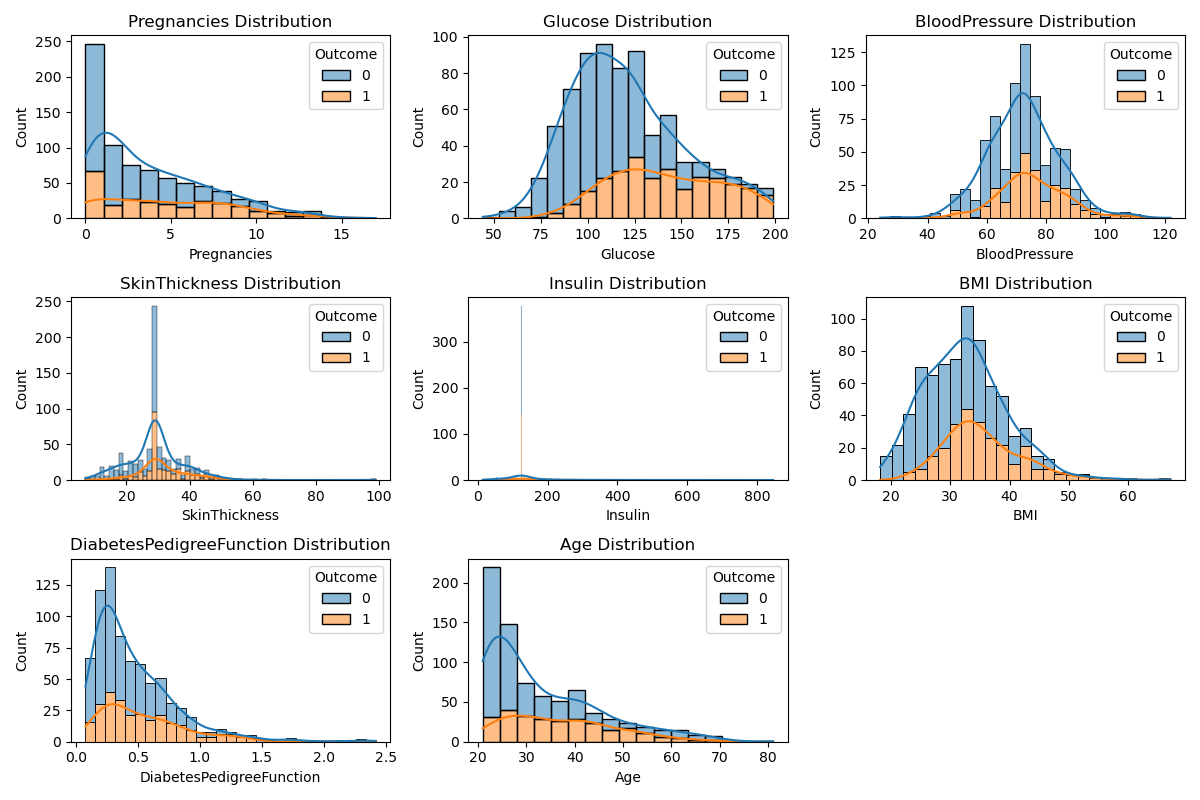 Pregnancies Distribution
Count
250
200
150
100
50
0
0 5 10 15
Pregnancies
Outcome
0
1
Glucose Distribution
Count
100
80
60
40
20
0
50 75 100 125 150 175 200
Glucose
Outcome
0
1
BloodPressure Distribution
Count
125
100
75
50
25
0
20 40 60 80 100 120
BloodPressure
Outcome
0
1
SkinThickness Distribution
Count
250
200
150
100
50
0
20 40 60 80 100
SkinThickness
Outcome
0
1
Insulin Distribution
Count
300
200
100
0
0 200 400 600 800
Insulin
Outcome
0
1
BMI Distribution
Count
100
80
60
40
20
0
20 30 40 50 60
BMI
Outcome
0
1
DiabetesPedigreeFunction Distribution
Count
125
100
75
50
25
0
0.0 0.5 1.0 1.5 2.0 2.5
DiabetesPedigreeFunction
Outcome
0
1
Age Distribution
Count
200
150
100
50
0
20 30 40 50 60 70 80
Age
Outcome
0
1